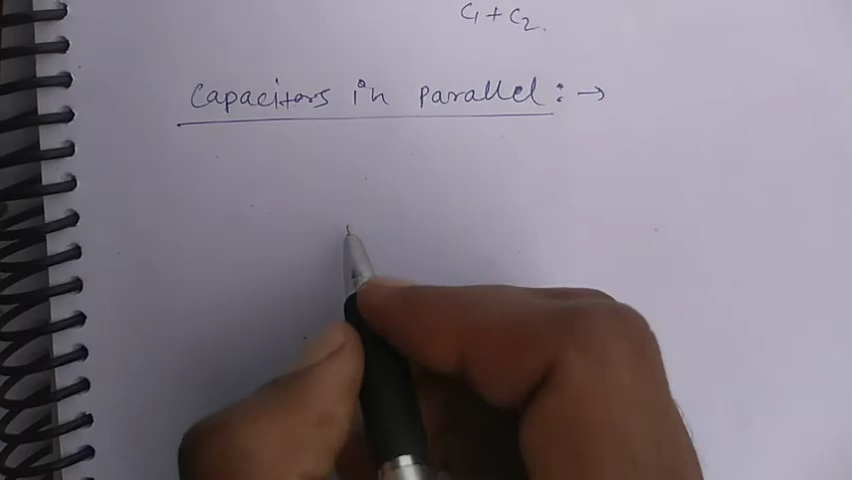 C₁ + C₂.
Capacitors in parallel : →